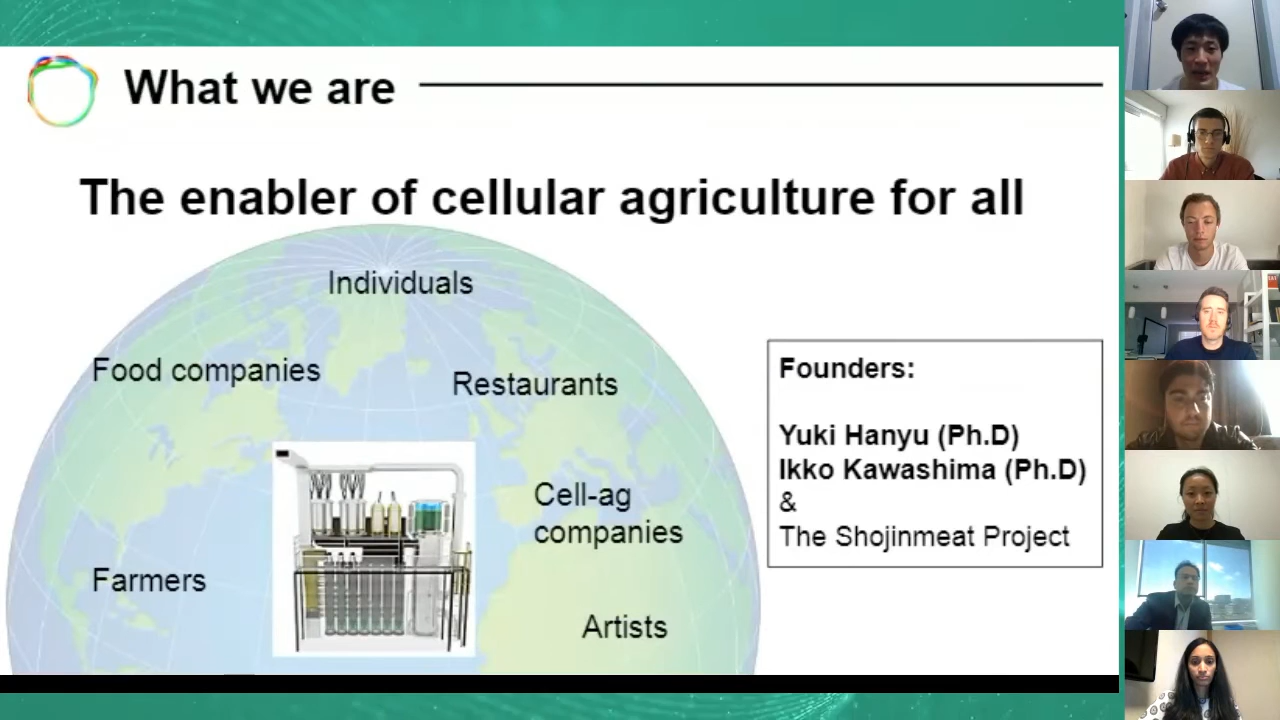 What we are
The enabler of cellular agriculture for all
Individuals
Food companies
Restaurants
Cell-ag
companies
Farmers
Artists
Founders:
Yuki Hanyu (Ph.D)
Ikko Kawashima (Ph.D)
&
The Shojinmeat Project